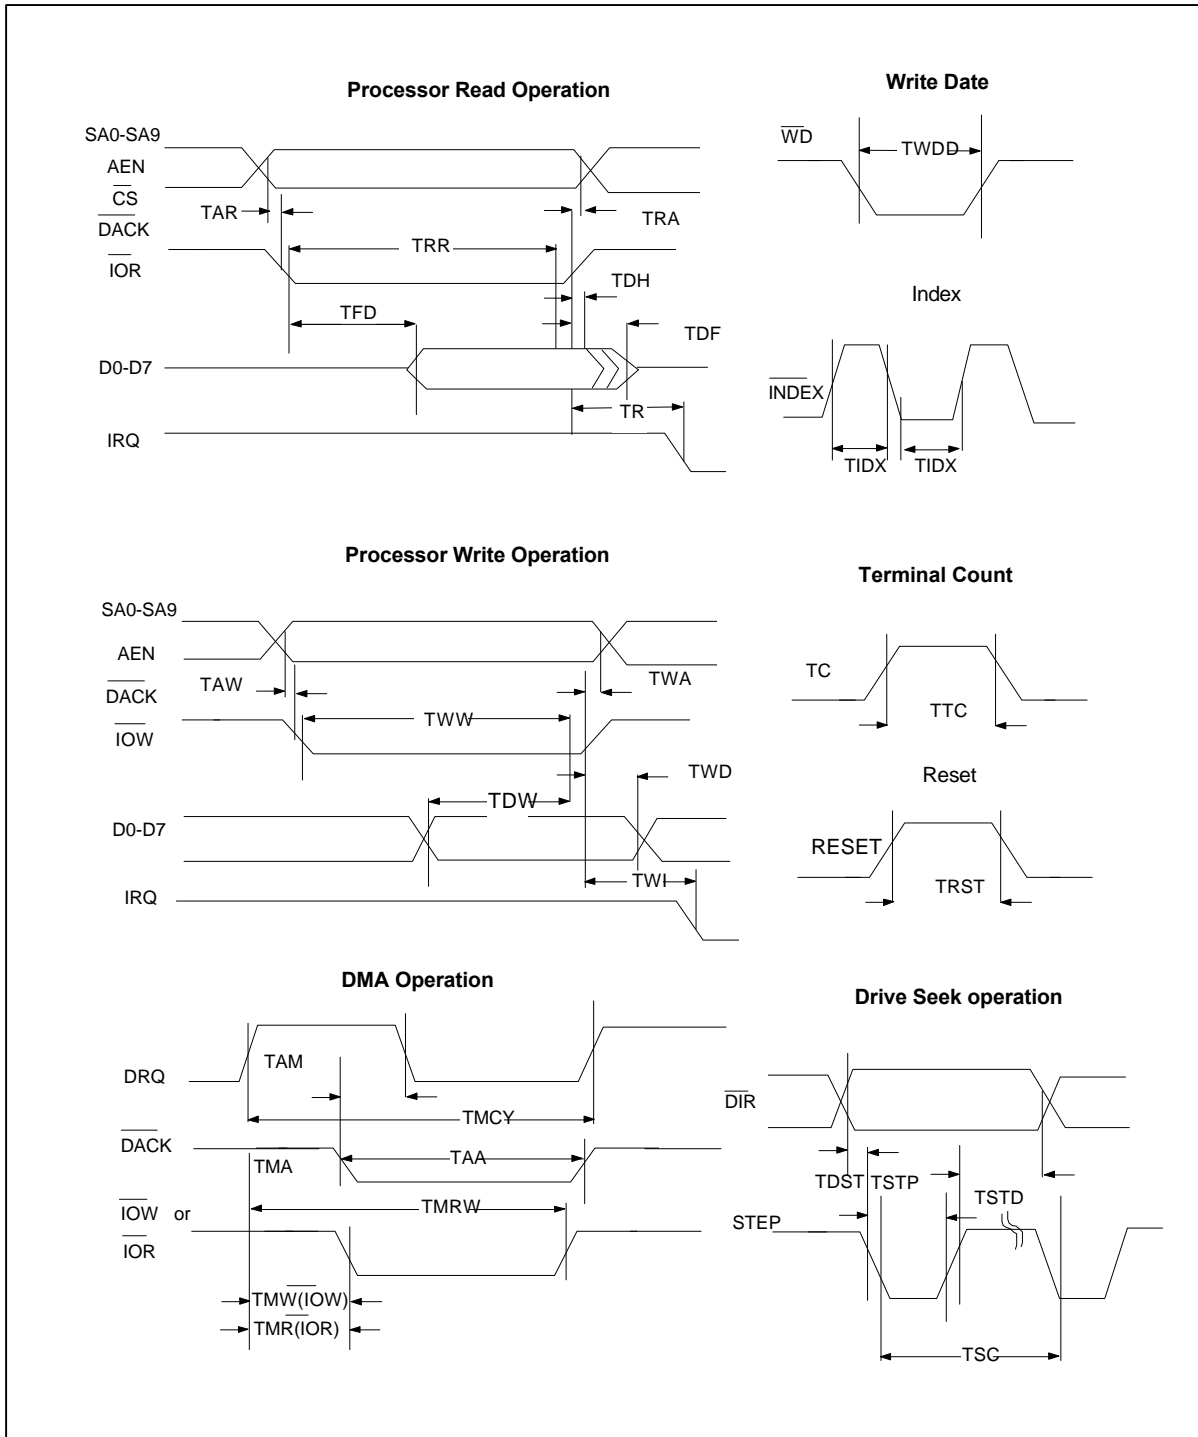 Processor Read Operation
SA0-SA9
AEN
CS
DACK
IOR
D0-D7
IRQ
TAR
TRA
TRR
TDH
TFD
TDF
TR
Write Date
WD
TWDD
Index
INDEX
TIDX
TIDX
Processor Write Operation
SA0-SA9
AEN
DACK
IOW
D0-D7
IRQ
TAW
TWA
TWW
TWD
TDW
TWI
Terminal Count
TC
TTC
Reset
RESET
TRST
DMA Operation
DRQ
TAM
TMCY
DACK
TMA
TAA
IOW or
IOR
TMRW
TMW(IOW)
TMR(IOR)
Drive Seek operation
DIR
TDST
TSTP
TSTD
STEP
TSC